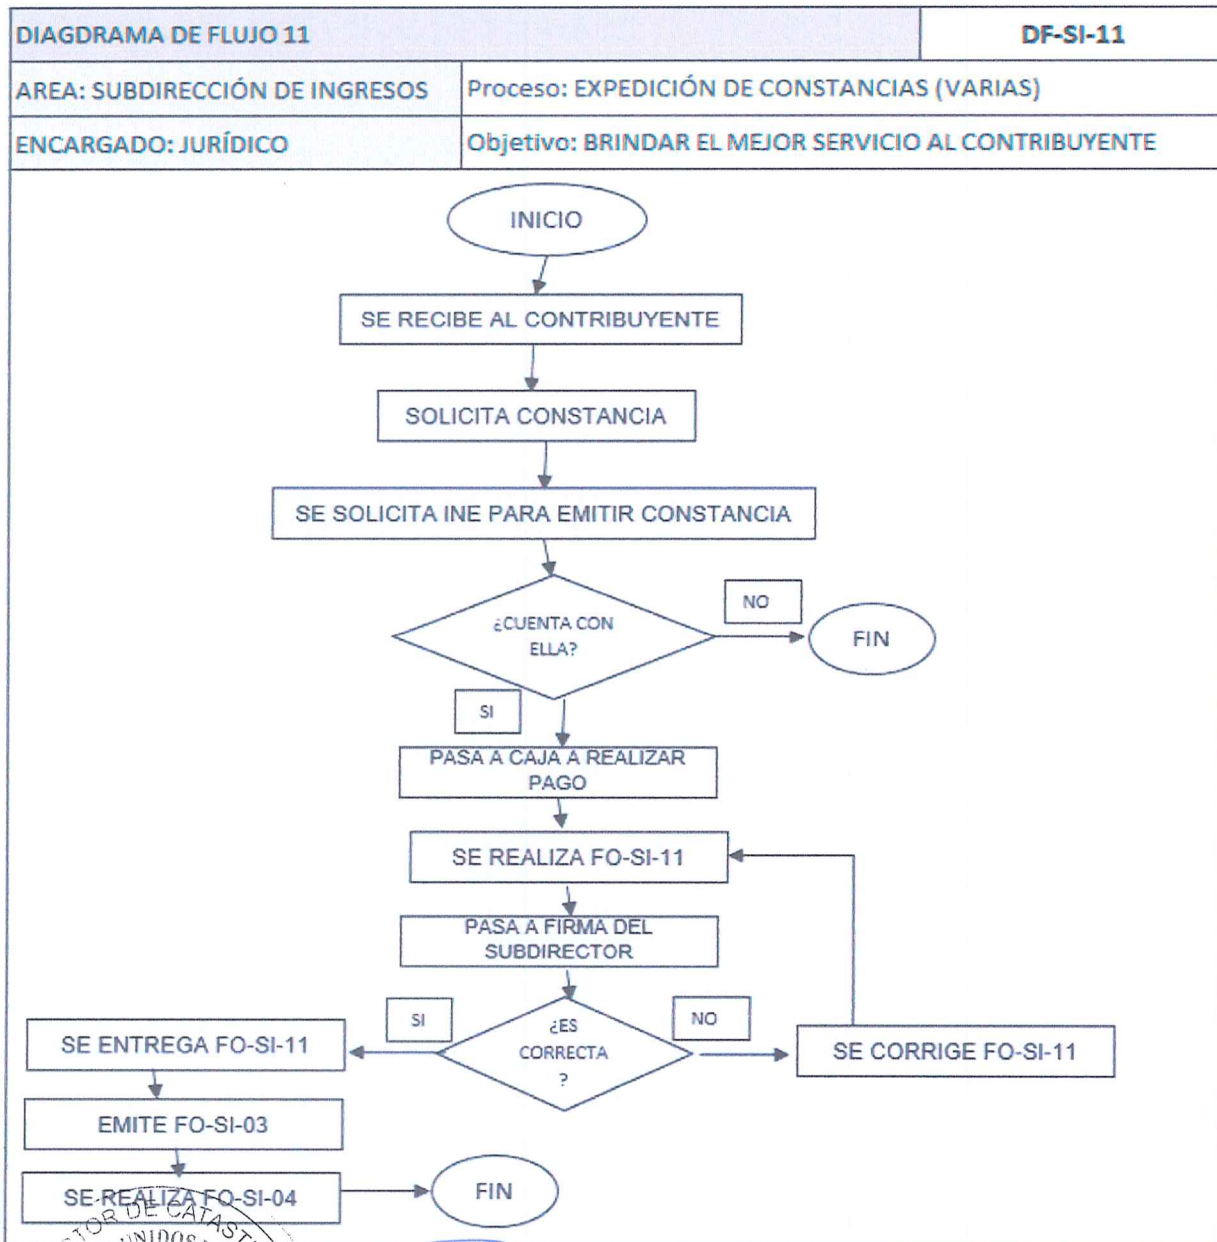 DIAGDRAMA DE FLUJO 11
DF-SI-11
AREA: SUBDIRECCIÓN DE INGRESOS
Proceso: EXPEDICIÓN DE CONSTANCIAS (VARIAS)
ENCARGADO: JURÍDICO
Objetivo: BRINDAR EL MEJOR SERVICIO AL CONTRIBUYENTE
INICIO
SE RECIBE AL CONTRIBUYENTE
SOLICITA CONSTANCIA
SE SOLICITA INE PARA EMITIR CONSTANCIA
¿CUENTA CON
ELLA?
NO
FIN
SI
PASA A CAJA A REALIZAR
PAGO
SE REALIZA FO-SI-11
PASA A FIRMA DEL
SUBDIRECTOR
¿ES
CORRECTA
?
SI
NO
SE ENTREGA FO-SI-11
SE CORRIGE FO-SI-11
EMITE FO-SI-03
SE REALIZA FO-SI-04
FIN
DE
UNIDOS